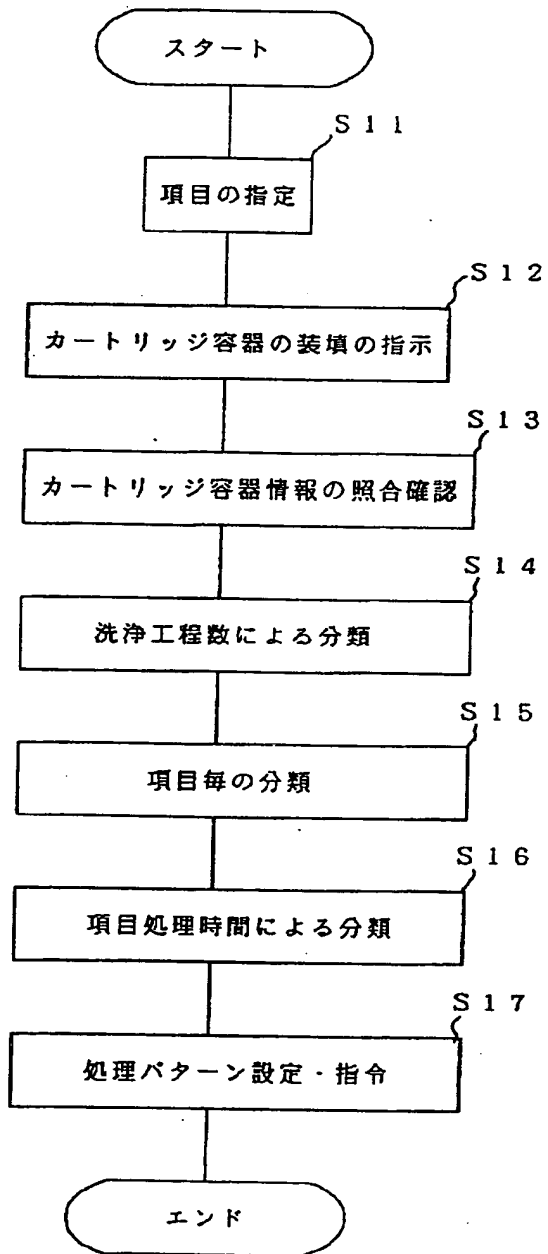 スタート
S11
項目の指定
S12
カートリッジ容器の装填の指示
S13
カートリッジ容器情報の照合確認
S14
洗浄工程数による分類
S15
項目毎の分類
S16
項目処理時間による分類
S17
処理パターン設定・指令
エンド